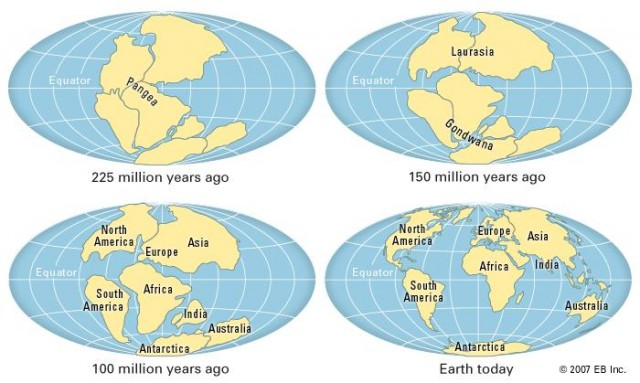 Equator
Pangea
225 million years ago
Laurasia
Gondwana
150 million years ago
North
America
Europe
Asia
Equator
South
America
Africa
India
Australia
Antarctica
100 million years ago
North
America
Europe
Asia
Equator
Africa
India
South
America
Australia
Antarctica
Earth today
© 2007 EB Inc.